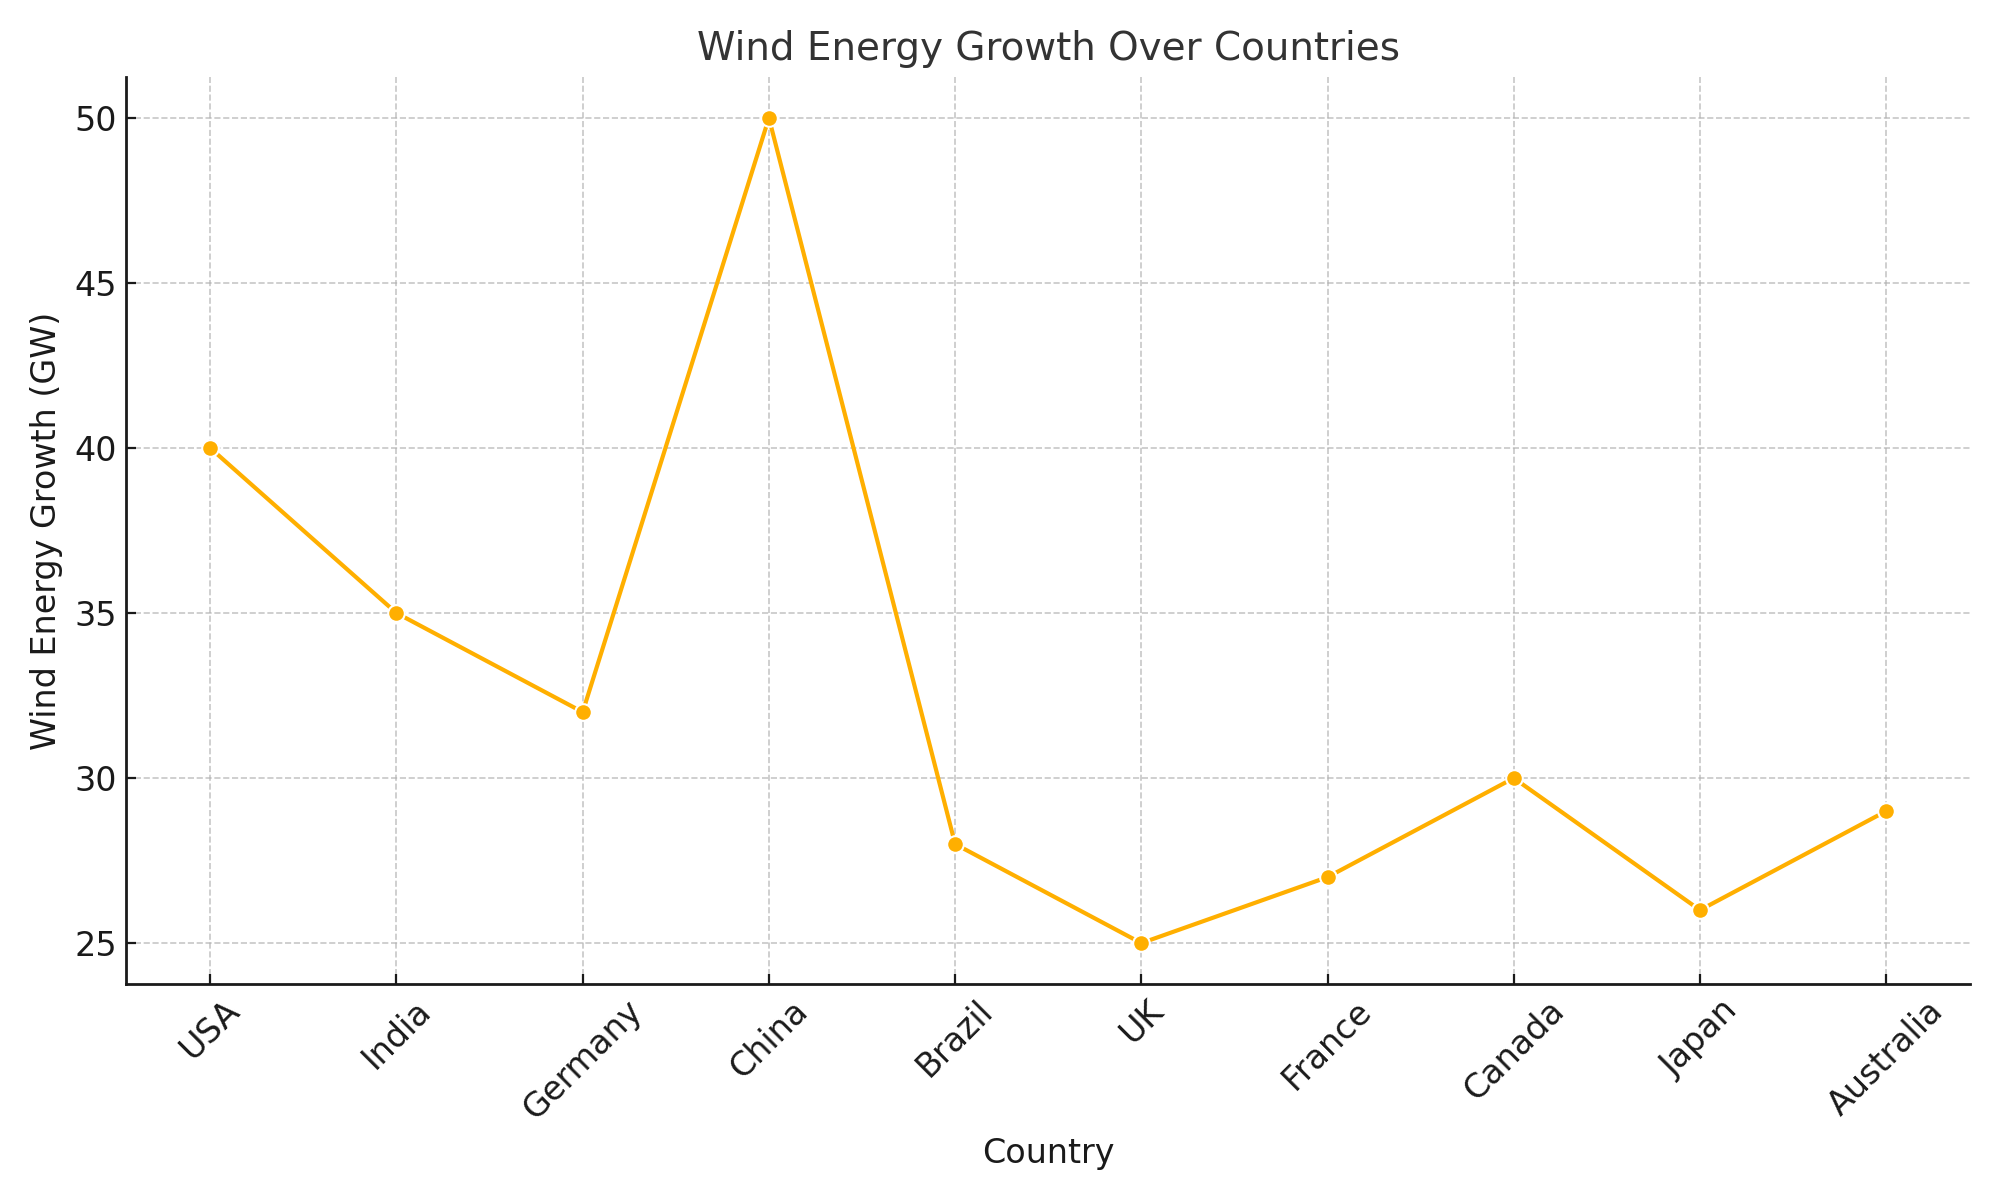 Wind Energy Growth Over Countries
Wind Energy Growth (GW)
50
45
40
35
30
25
USA
India
Germany
China
Brazil
UK
France
Canada
Japan
Australia
Country